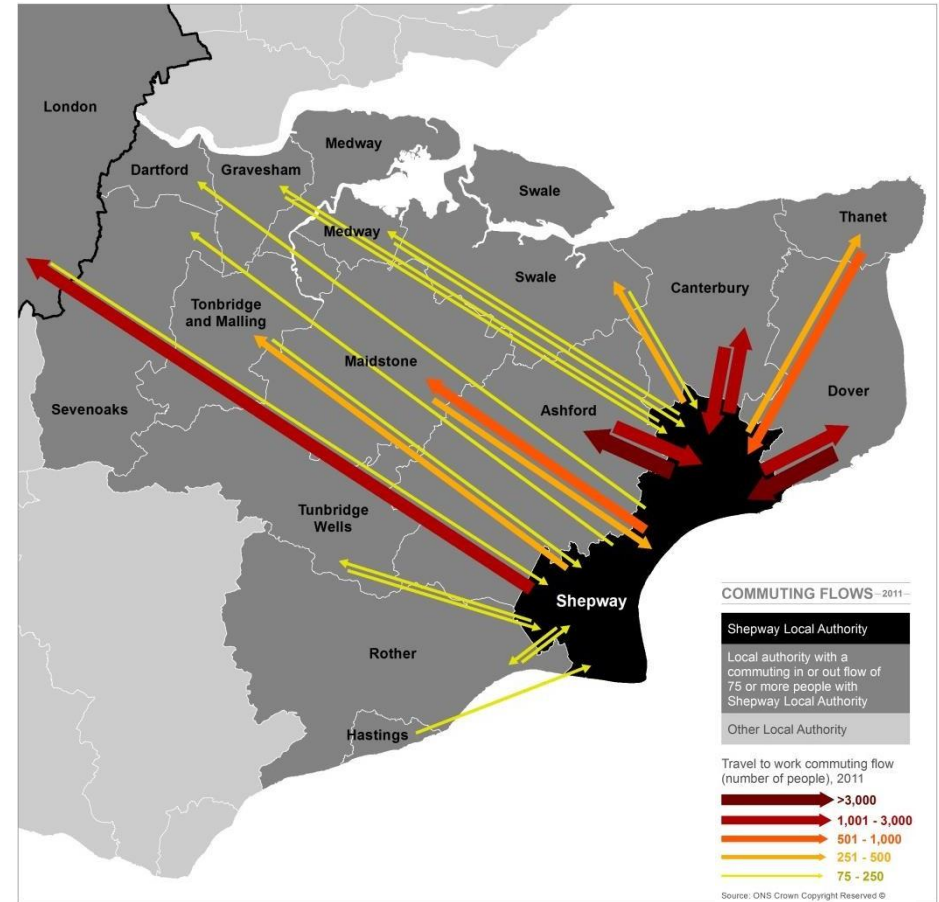 London
Dartford
Gravesham
Medway
Swale
Thanet
Medway
Swale
Canterbury
Tonbridge
and Malling
Maidstone
Dover
Sevenoaks
Ashford
Tunbridge
Wells
Shepway
Rother
Hastings
COMMUTING FLOWS –2011–
Shepway Local Authority
Local authority with a
commuting in or out flow of
75 or more people with
Shepway Local Authority
Other Local Authority
Travel to work commuting flow
(number of people), 2011
>3,000
1,001 - 3,000
501 - 1,000
251 - 500
75 - 250
Source: ONS Crown Copyright Reserved ©